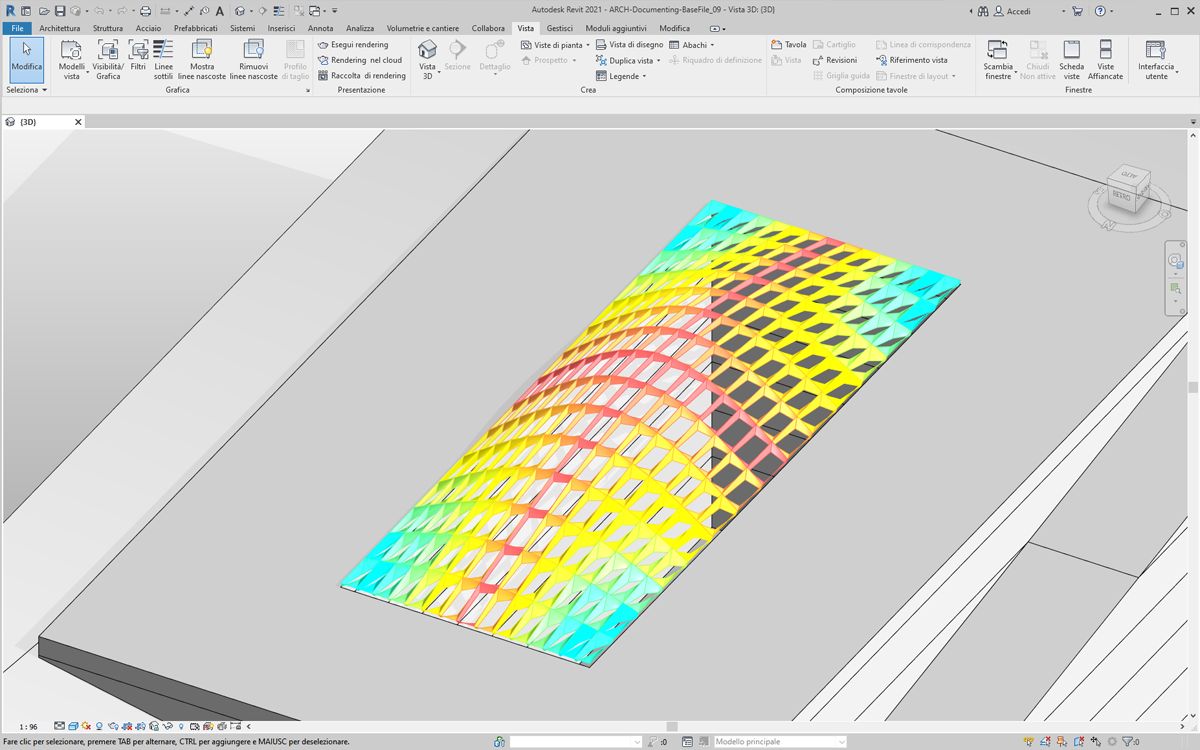 Autodesk Revit 2021 - ARCH-Documenting-BaseFile_09 - Vista 3D: {3D}
Accedi
File Architettura Struttura Acciaio Prefabbricati Sistemi Inserisci Annota Analizza Volumetrie e cantiere Collabora Vista Gestisci Moduli aggiuntivi Modifica
Modifica
Modelli vista
Visibilità/ Grafica
Filtri
Linee sottili
Mostra linee nascoste
Rimuovi linee nascoste
Profilo di taglio
Esegui rendering
Rendering nel cloud
Raccolta di rendering
Vista 3D
Sezione
Dettaglio
Viste di pianta
Prospetto
Vista di disegno
Duplica vista
Legende
Abachi
Riquadro di definizione
Tavola
Vista
Cartiglio
Revisioni
Griglia guida
Linea di corrispondenza
Riferimento vista
Finestre di layout
Scambia finestre
Chiudi Non attive
Scheda viste
Viste Affiancate
Interfaccia utente
Seleziona
Grafica
Presentazione
Crea
Composizione tavole
Finestre
{3D}
ALTO
RETRO
1 : 96
Fare clic per selezionare, premere TAB per alternare, CTRL per aggiungere e MAIUSC per deselezionare.
:0
Modello principale
:0